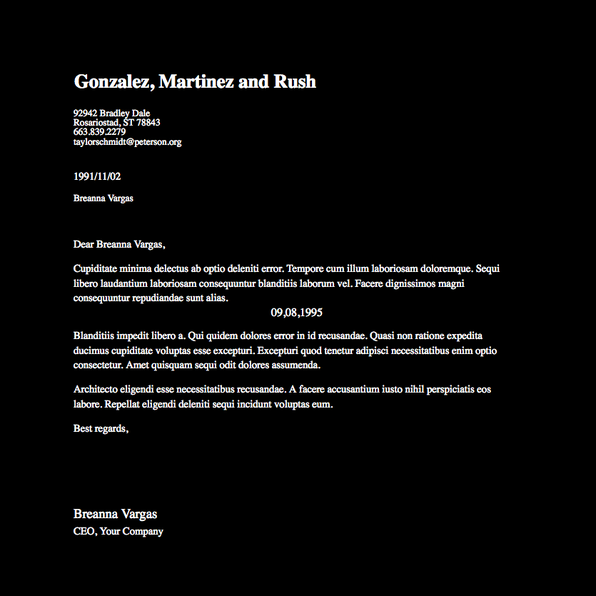 Gonzalez, Martinez and Rush
92942 Bradley Dale
Rosariostad, ST 78843
663.839.2279
taylorschmidt@peterson.org
1991/11/02
Breanna Vargas
Dear Breanna Vargas,
Cupiditate minima delectus ab optio deleniti error. Tempore cum illum laboriosam doloremque. Sequi
libero laudantium laboriosam consequuntur blanditiis laborum vel. Facere dignissimos magni
consequuntur repudiandae sunt alias.
09,08,1995
Blanditiis impedit libero a. Qui quidem dolores error in id recusandae. Quasi non ratione expedita
ducimus cupiditate voluptas esse excepturi. Excepturi quod tenetur adipisci necessitatibus enim optio
consectetur. Amet quisquam sequi odit dolores assumenda.
Architecto eligendi esse necessitatibus recusandae. A facere accusantium iusto nihil perspiciatis eos
labore. Repellat eligendi deleniti sequi incidunt voluptas eum.
Best regards,
Breanna Vargas
CEO, Your Company